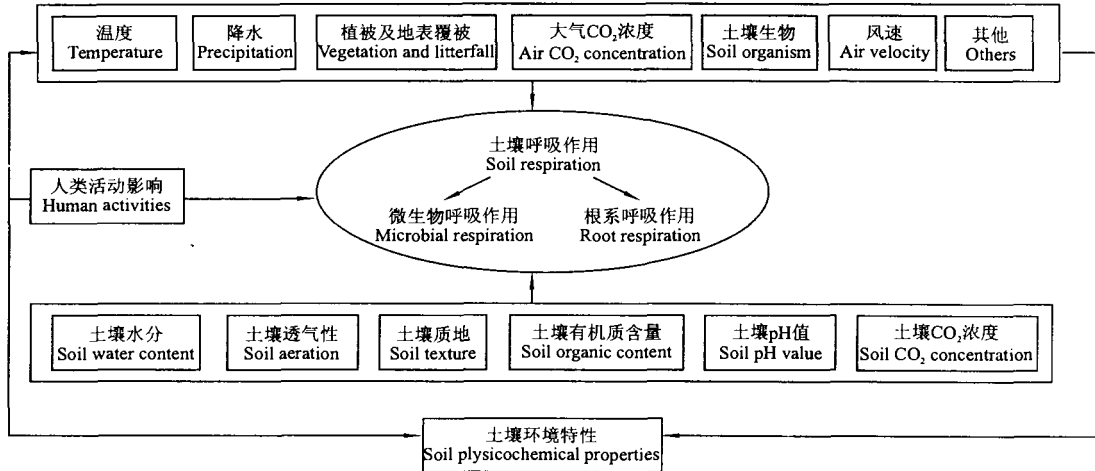 温度
Temperature
降水
Precipitation
植被及地表覆被
Vegetation and litterfall
大气CO₂浓度
Air CO₂ concentration
土壤生物
Soil organism
风速
Air velocity
其他
Others
土壤呼吸作用
Soil respiration
人类活动影响
Human activities
微生物呼吸作用
Microbial respiration
根系呼吸作用
Root respiration
土壤水分
Soil water content
土壤透气性
Soil aeration
土壤质地
Soil texture
土壤有机质含量
Soil organic content
土壤pH值
Soil pH value
土壤CO₂浓度
Soil CO₂ concentration
土壤环境特性
Soil plysicochemical properties